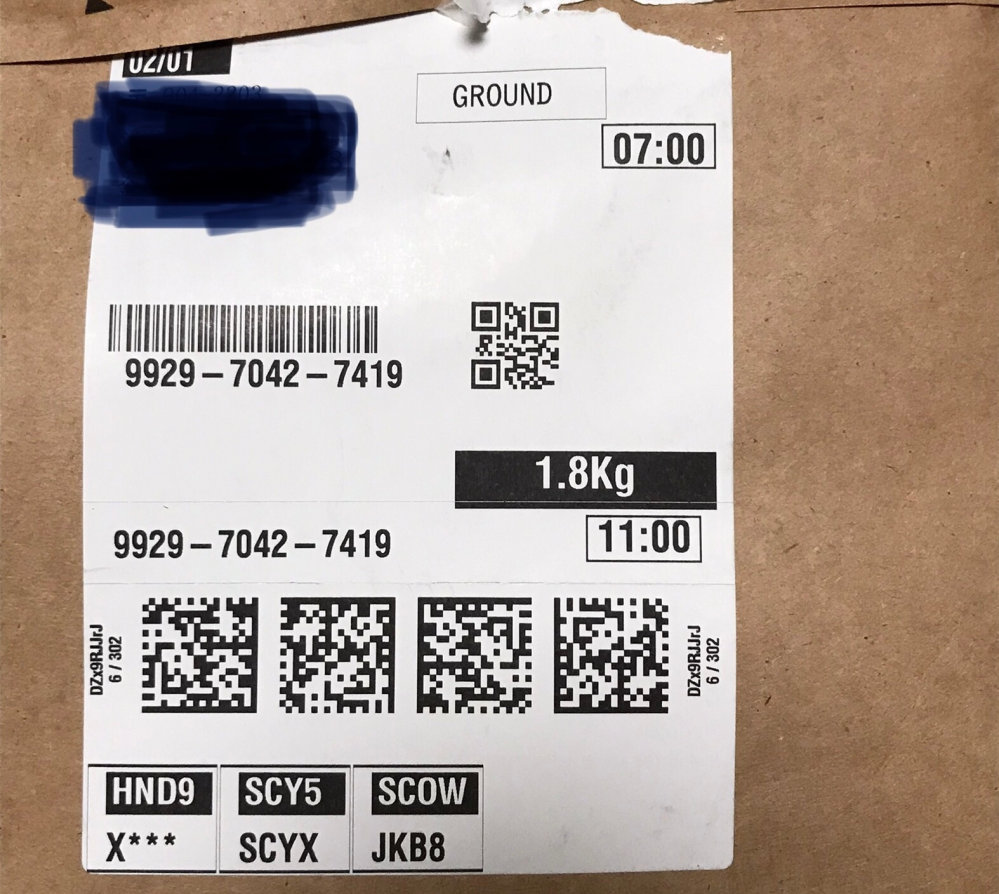 02/01
GROUND
07:00
9929-7042-7419
1.8Kg
9929-7042-7419
11:00
DZx9RJJrJ
6 / 302
DZx9RJJrJ
6 / 302
HND9 SCY5 SCOW
X*** SCYX JKB8